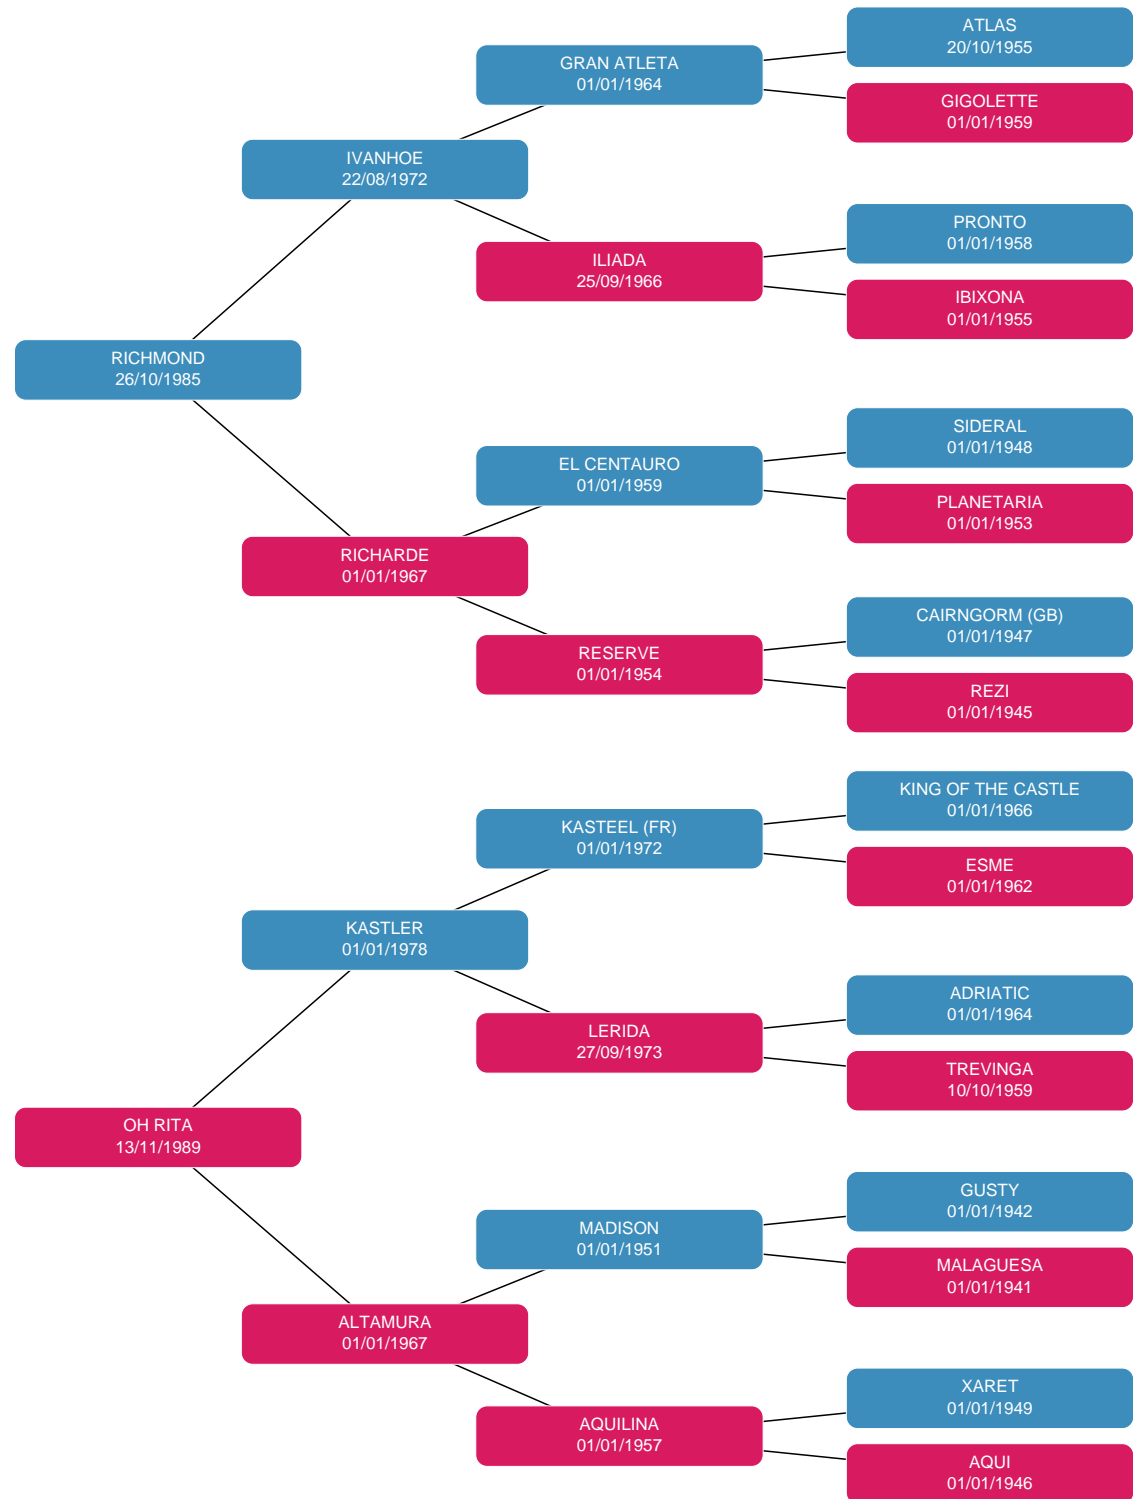 ATLAS
20/10/1955
GRAN ATLETA
01/01/1964
GIGOLETTE
01/01/1959
IVANHOE
22/08/1972
PRONTO
01/01/1958
ILIADA
25/09/1966
IBIXONA
01/01/1955
RICHMOND
26/10/1985
SIDERAL
01/01/1948
EL CENTAURO
01/01/1959
PLANETARIA
01/01/1953
RICHARDE
01/01/1967
CAIRNGORM (GB)
01/01/1947
RESERVE
01/01/1954
REZI
01/01/1945
KING OF THE CASTLE
01/01/1966
KASTEEL (FR)
01/01/1972
ESME
01/01/1962
KASTLER
01/01/1978
ADRIATIC
01/01/1964
LERIDA
27/09/1973
TREVINGA
10/10/1959
OH RITA
13/11/1989
GUSTY
01/01/1942
MADISON
01/01/1951
MALAGUESA
01/01/1941
ALTAMURA
01/01/1967
XARET
01/01/1949
AQUILINA
01/01/1957
AQUI
01/01/1946